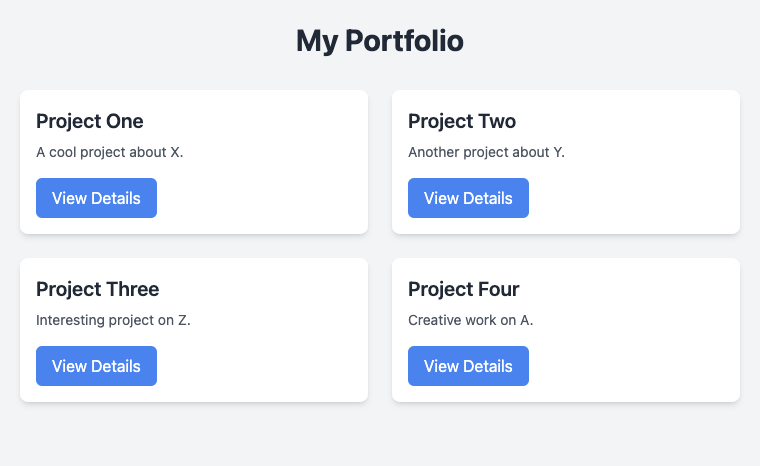 My Portfolio
Project One
A cool project about X.
View Details
Project Two
Another project about Y.
View Details
Project Three
Interesting project on Z.
View Details
Project Four
Creative work on A.
View Details